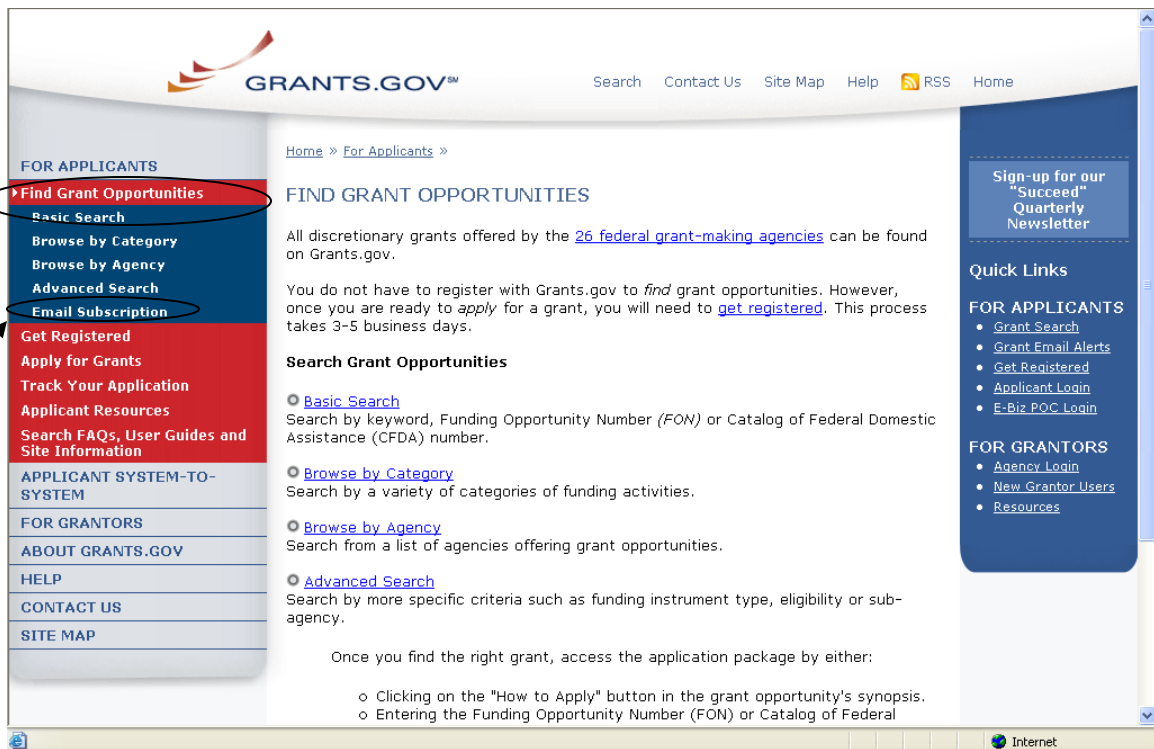 GRANTS.GOV℠
Search Contact Us Site Map Help RSS Home
FOR APPLICANTS
Find Grant Opportunities
Basic Search
Browse by Category
Browse by Agency
Advanced Search
Email Subscription
Get Registered
Apply for Grants
Track Your Application
Applicant Resources
Search FAQs, User Guides and
Site Information
APPLICANT SYSTEM-TO-
SYSTEM
FOR GRANTORS
ABOUT GRANTS.GOV
HELP
CONTACT US
SITE MAP
Home » For Applicants »
FIND GRANT OPPORTUNITIES
All discretionary grants offered by the 26 federal grant-making agencies can be found
on Grants.gov.
You do not have to register with Grants.gov to find grant opportunities. However,
once you are ready to apply for a grant, you will need to get registered. This process
takes 3-5 business days.
Search Grant Opportunities
Basic Search
Search by keyword, Funding Opportunity Number (FON) or Catalog of Federal Domestic
Assistance (CFDA) number.
Browse by Category
Search by a variety of categories of funding activities.
Browse by Agency
Search from a list of agencies offering grant opportunities.
Advanced Search
Search by more specific criteria such as funding instrument type, eligibility or sub-
agency.
Once you find the right grant, access the application package by either:
o Clicking on the "How to Apply" button in the grant opportunity's synopsis.
o Entering the Funding Opportunity Number (FON) or Catalog of Federal
Sign-up for our
"Succeed"
Quarterly
Newsletter
Quick Links
FOR APPLICANTS
• Grant Search
• Grant Email Alerts
• Get Registered
• Applicant Login
• E-Biz POC Login
FOR GRANTORS
• Agency Login
• New Grantor Users
• Resources
Internet